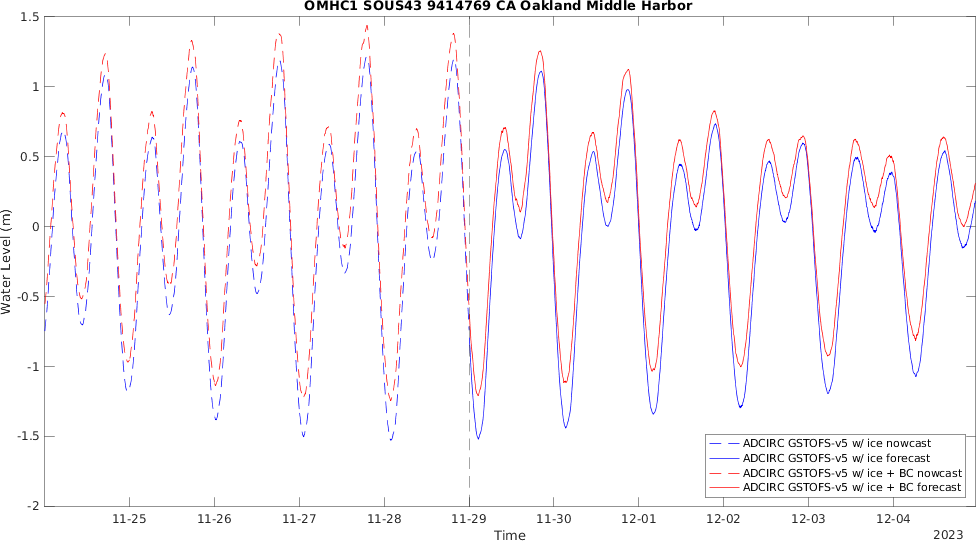 OMHC1 SOUS43 9414769 CA Oakland Middle Harbor
1.5
1
0.5
0
-0.5
-1
-1.5
-2
Water Level (m)
ADCIRC GSTOFS-v5 w/ ice nowcast
ADCIRC GSTOFS-v5 w/ ice forecast
ADCIRC GSTOFS-v5 w/ ice + BC nowcast
ADCIRC GSTOFS-v5 w/ ice + BC forecast
11-25 11-26 11-27 11-28 11-29 11-30 12-01 12-02 12-03 12-04
Time
2023